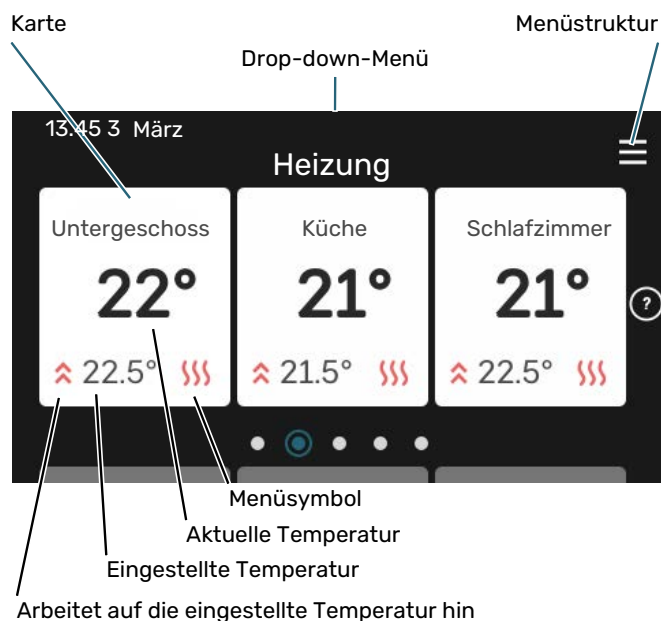 Karte
Menüstruktur
Drop-down-Menü
13.45 3 März
Heizung
Untergeschoss
Küche
Schlafzimmer
22°
21°
21°
?
22.5°
21.5°
22.5°
Menüsymbol
Aktuelle Temperatur
Eingestellte Temperatur
Arbeitet auf die eingestellte Temperatur hin